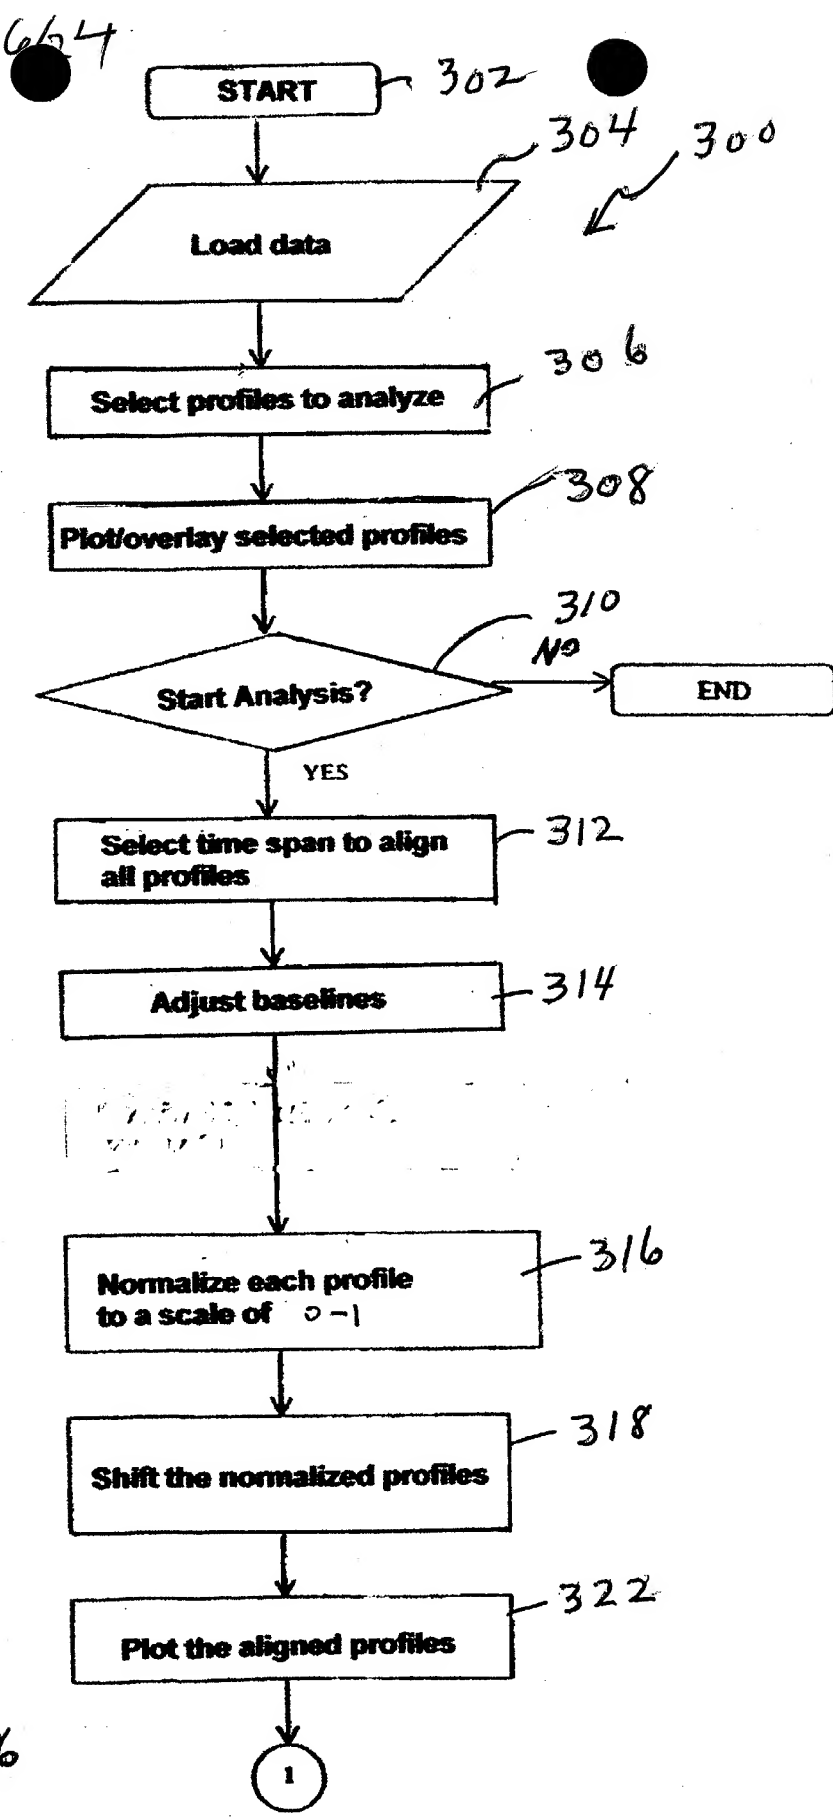 START
302
304
300
Load data
306
Select profiles to analyze
308
Plot/overlay selected profiles
310
NO
Start Analysis?
END
YES
Select time span to align
all profiles
312
Adjust baselines
314
Normalize each profile
to a scale of 0-1
316
318
Shift the normalized profiles
322
Plot the aligned profiles
1